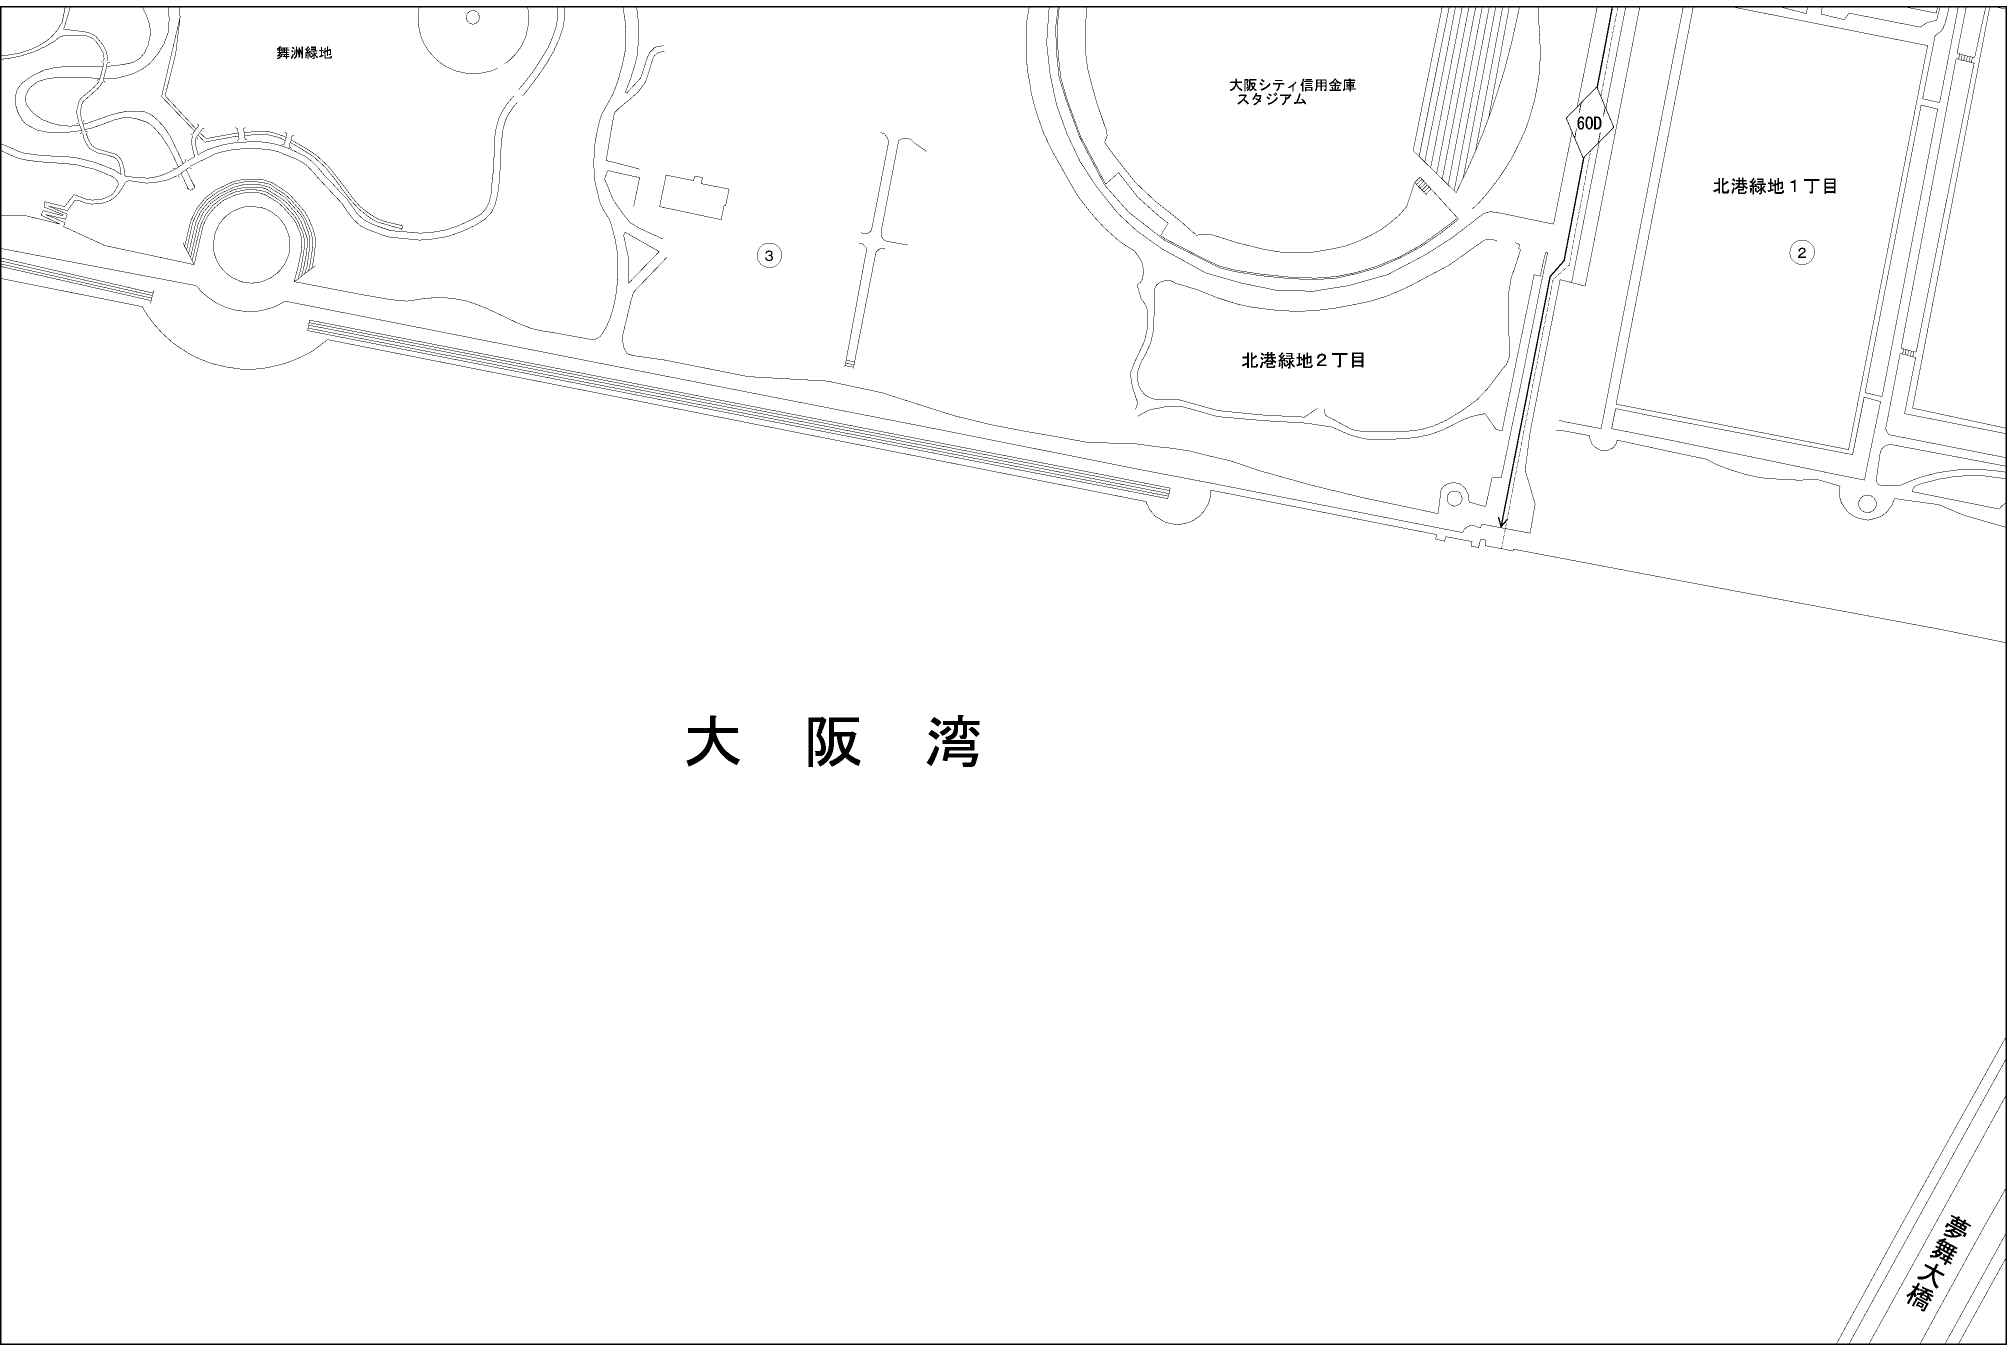 舞洲緑地
大阪シティ信用金庫
スタジアム
60D
北港緑地１丁目
2
3
北港緑地２丁目
大阪湾
夢舞大橋